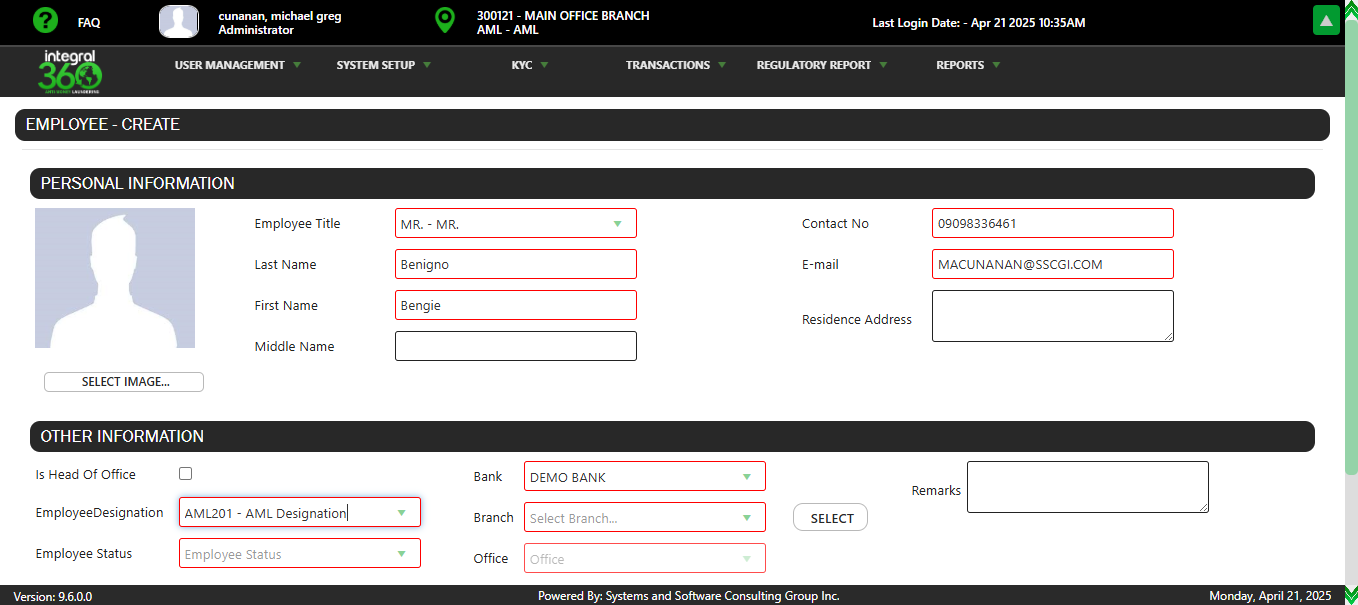 FAQ
cunanan, michael greg
Administrator
300121 - MAIN OFFICE BRANCH
AML - AML
Last Login Date: - Apr 21 2025 10:35AM
integral
360
ANTI-MONEY LAUNDERING
USER MANAGEMENT
SYSTEM SETUP
KYC
TRANSACTIONS
REGULATORY REPORT
REPORTS
EMPLOYEE - CREATE
PERSONAL INFORMATION
Employee Title
MR. - MR.
Contact No
09098336461
Last Name
Benigno
E-mail
MACUNANAN@SSCGI.COM
First Name
Bengie
Residence Address
Middle Name
SELECT IMAGE...
OTHER INFORMATION
Is Head Of Office
Bank
DEMO BANK
Remarks
EmployeeDesignation
AML201 - AML Designation
Branch
Select Branch...
SELECT
Employee Status
Employee Status
Office
Office
Version: 9.6.0.0
Powered By: Systems and Software Consulting Group Inc.
Monday, April 21, 2025